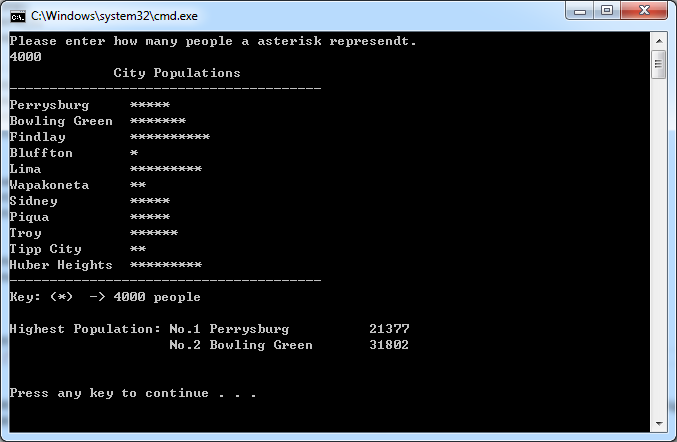 C:\Windows\system32\cmd.exe
Please enter how many people a asterisk represendt.
4000
City Populations
---------------------------------------
Perrysburg     *****
Bowling Green  *******
Findlay        **********
Bluffton       *
Lima           *********
Wapakoneta     **
Sidney         *****
Piqua          *****
Troy           ******
Tipp City      **
Huber Heights  *********
---------------------------------------
Key: (*)  -> 4000 people
Highest Population: No.1 Perrysburg          21377
No.2 Bowling Green       31802
Press any key to continue . . .